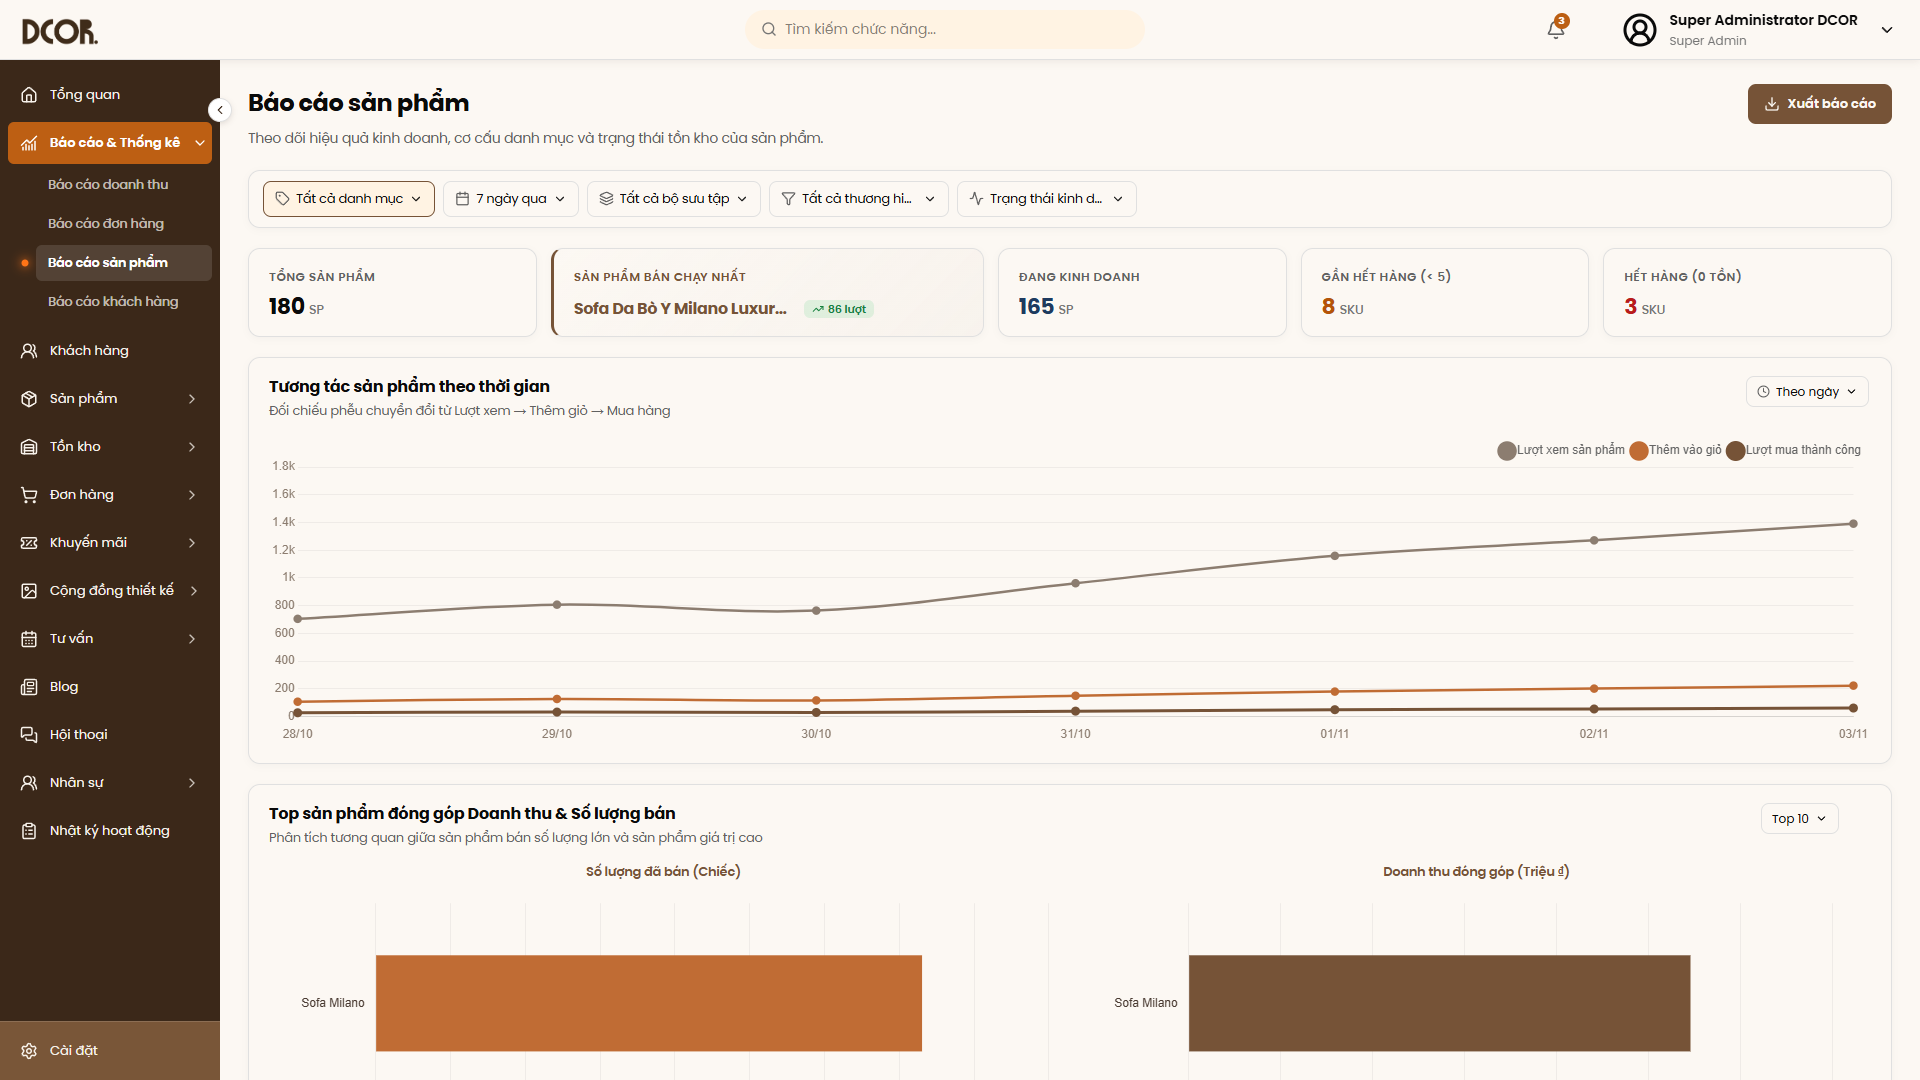 DCOR.
Tìm kiếm chức năng...
3
Super Administrator DCOR
Super Admin
Tổng quan
Báo cáo & Thống kê
Báo cáo doanh thu
Báo cáo đơn hàng
Báo cáo sản phẩm
Báo cáo khách hàng
Khách hàng
Sản phẩm
Tồn kho
Đơn hàng
Khuyến mãi
Cộng đồng thiết kế
Tư vấn
Blog
Hội thoại
Nhân sự
Nhật ký hoạt động
Cài đặt
Báo cáo sản phẩm
Theo dõi hiệu quả kinh doanh, cơ cấu danh mục và trạng thái tồn kho của sản phẩm.
Xuất báo cáo
Tất cả danh mục
7 ngày qua
Tất cả bộ sưu tập
Tất cả thương hi...
Trạng thái kinh d...
TỔNG SẢN PHẨM
180 SP
SẢN PHẨM BÁN CHẠY NHẤT
Sofa Da Bò Ý Milano Luxur...
86 lượt
ĐANG KINH DOANH
165 SP
GẦN HẾT HÀNG (< 5)
8 SKU
HẾT HÀNG (0 TỒN)
3 SKU
Tương tác sản phẩm theo thời gian
Đối chiếu phễu chuyển đổi từ Lượt xem → Thêm giỏ → Mua hàng
Theo ngày
Lượt xem sản phẩm
Thêm vào giỏ
Lượt mua thành công
1.8k
1.6k
1.4k
1.2k
1k
800
600
400
200
0
28/10
29/10
30/10
31/10
01/11
02/11
03/11
Top sản phẩm đóng góp Doanh thu & Số lượng bán
Phân tích tương quan giữa sản phẩm bán số lượng lớn và sản phẩm giá trị cao
Top 10
Số lượng đã bán (Chiếc)
Sofa Milano
Doanh thu đóng góp (Triệu ₫)
Sofa Milano